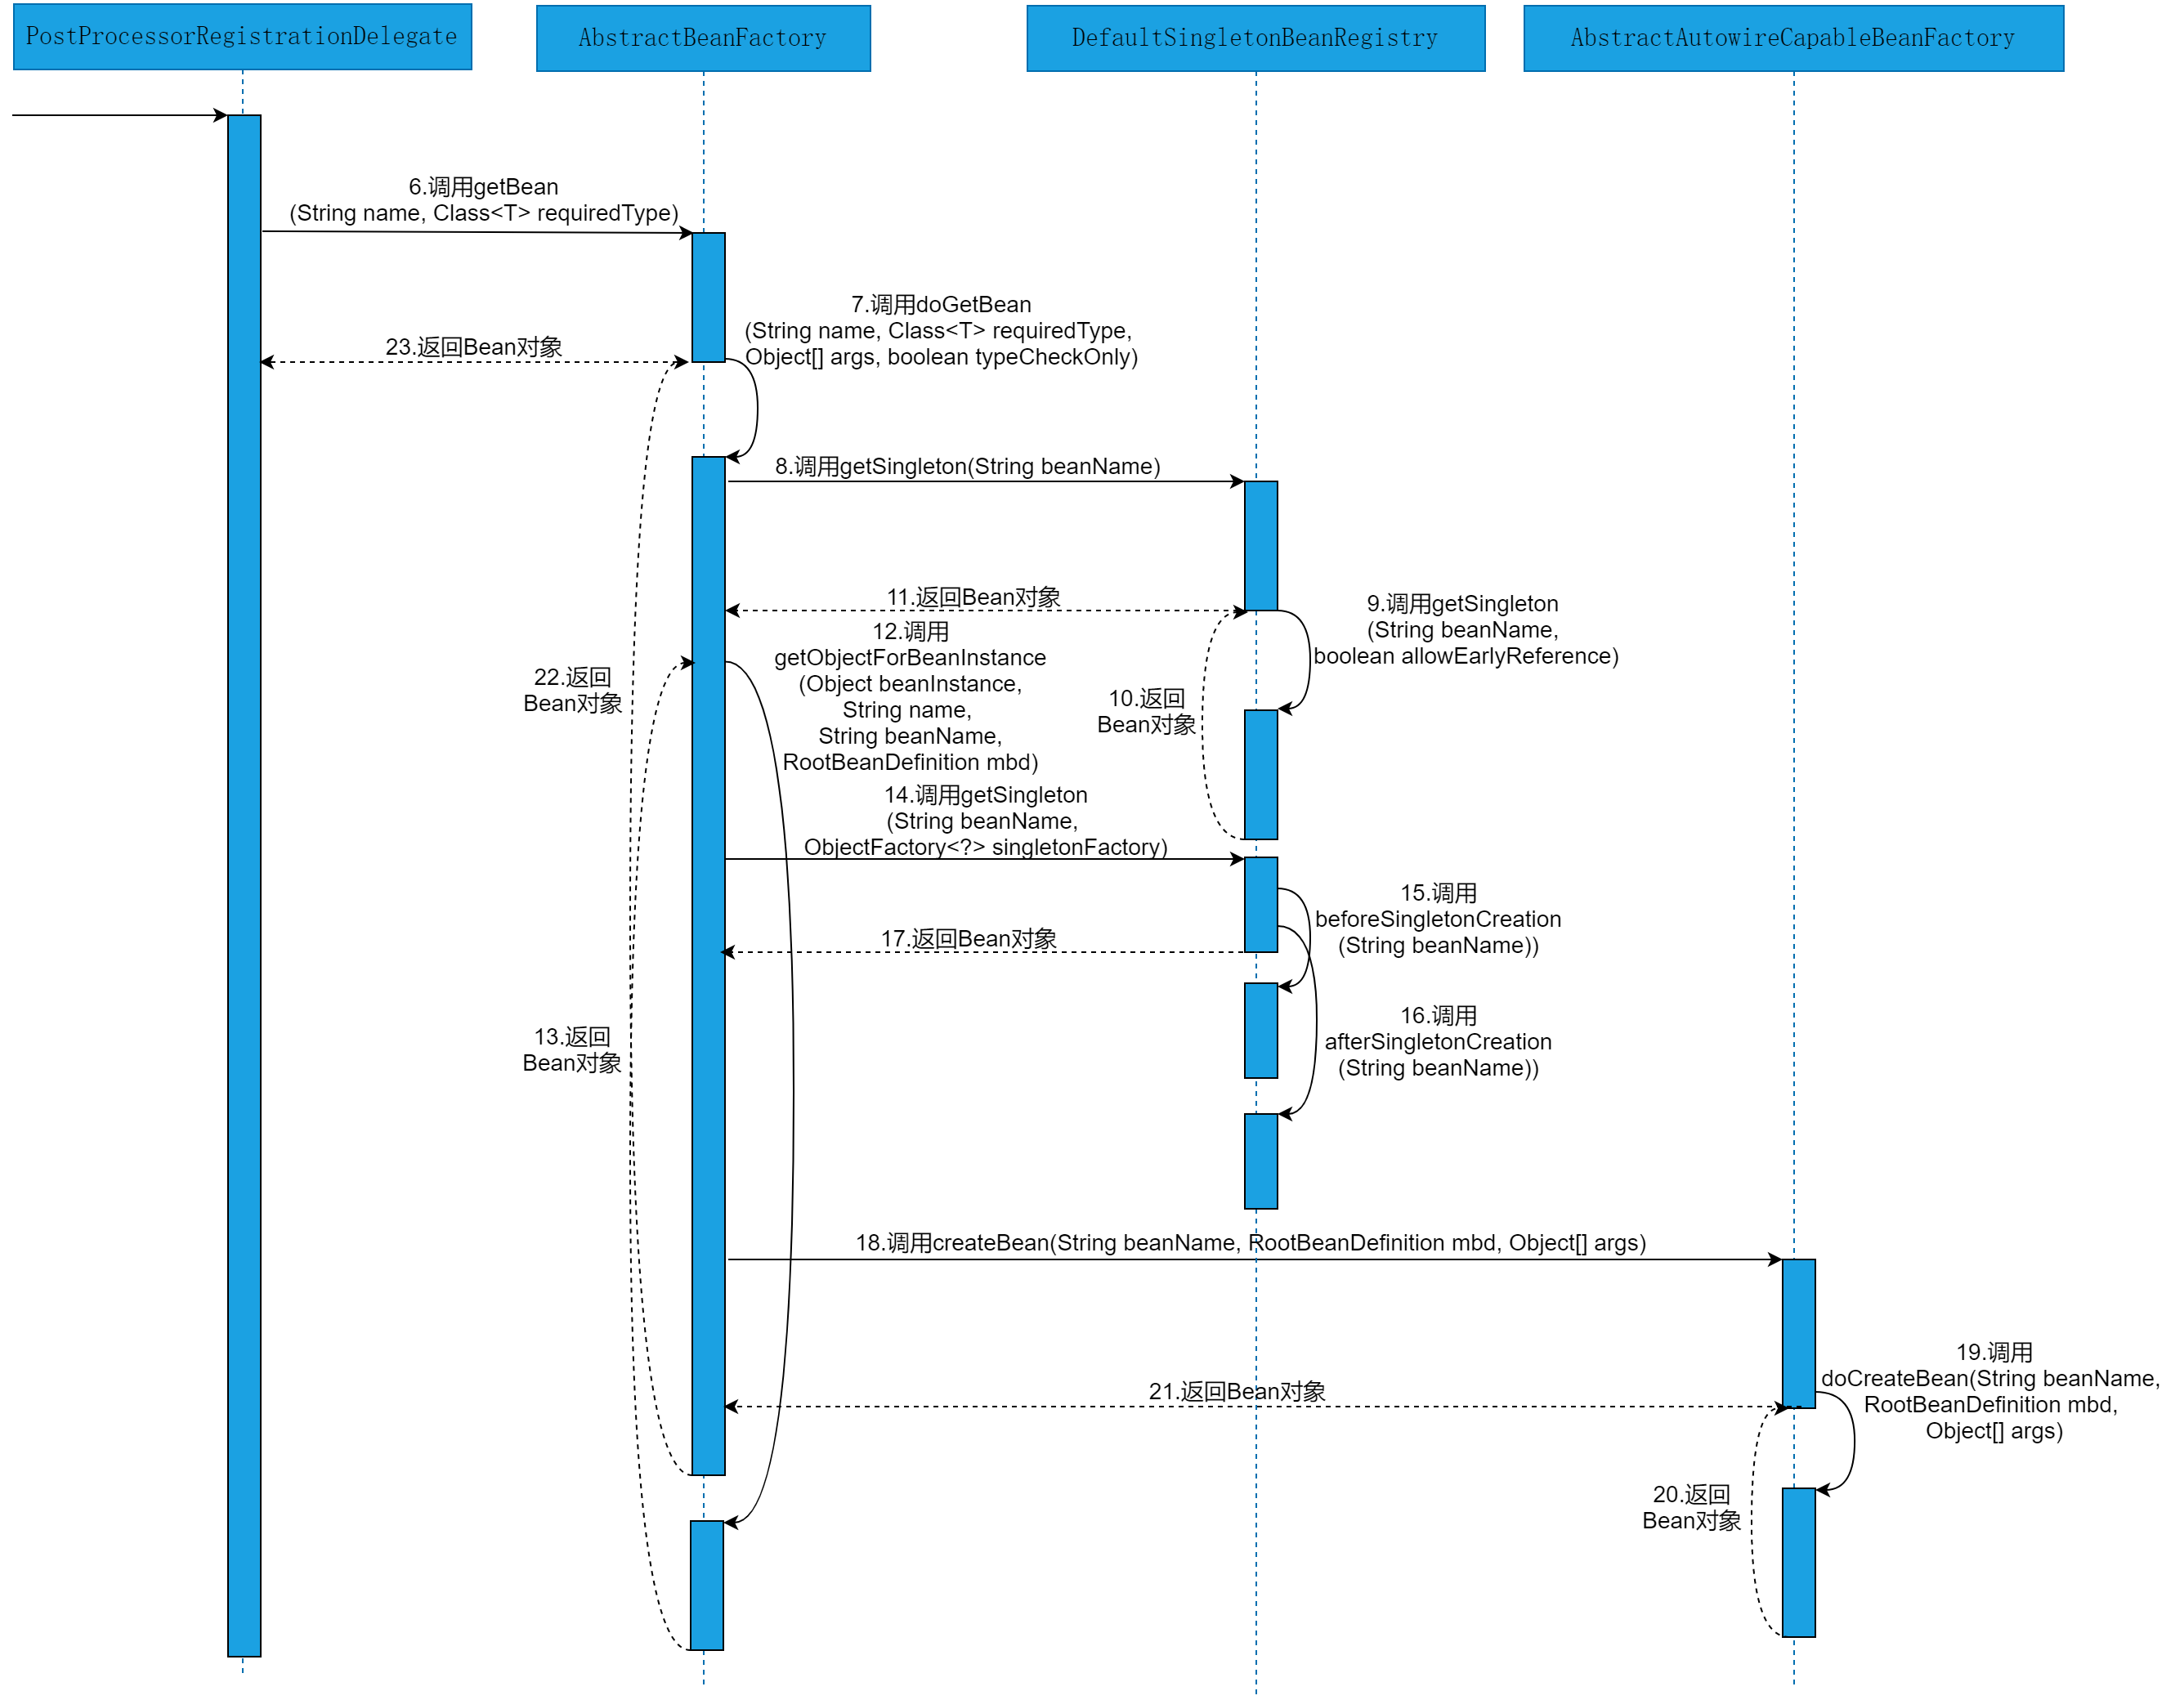 PostProcessorRegistrationDelegate
AbstractBeanFactory
DefaultSingletonBeanRegistry
AbstractAutowireCapableBeanFactory
6.调用getBean
(String name, Class<T> requiredType)
7.调用doGetBean
(String name, Class<T> requiredType,
Object[] args, boolean typeCheckOnly)
23.返回Bean对象
8.调用getSingleton(String beanName)
11.返回Bean对象
9.调用getSingleton
(String beanName,
boolean allowEarlyReference)
12.调用
getObjectForBeanInstance
(Object beanInstance,
String name,
String beanName,
RootBeanDefinition mbd)
22.返回
Bean对象
10.返回
Bean对象
14.调用getSingleton
(String beanName,
ObjectFactory<?> singletonFactory)
15.调用
beforeSingletonCreation
(String beanName))
17.返回Bean对象
16.调用
afterSingletonCreation
(String beanName))
13.返回
Bean对象
18.调用createBean(String beanName, RootBeanDefinition mbd, Object[] args)
19.调用
doCreateBean(String beanName,
RootBeanDefinition mbd,
Object[] args)
21.返回Bean对象
20.返回
Bean对象